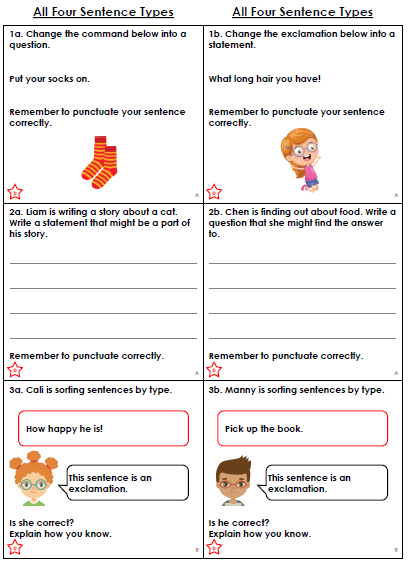 All Four Sentence Types
All Four Sentence Types
1a. Change the command below into a
question.
Put your socks on.
Remember to punctuate your sentence
correctly.
D
A
1b. Change the exclamation below into a
statement.
What long hair you have!
Remember to punctuate your sentence
correctly.
D
A
2a. Liam is writing a story about a cat.
Write a statement that might be a part of
his story.
Remember to punctuate correctly.
D
A
2b. Chen is finding out about food. Write a
question that she might find the answer
to.
Remember to punctuate correctly.
D
A
3a. Cali is sorting sentences by type.
How happy he is!
This sentence is an
exclamation.
Is she correct?
Explain how you know.
D
R
3b. Manny is sorting sentences by type.
Pick up the book.
This sentence is an
exclamation.
Is he correct?
Explain how you know.
D
R